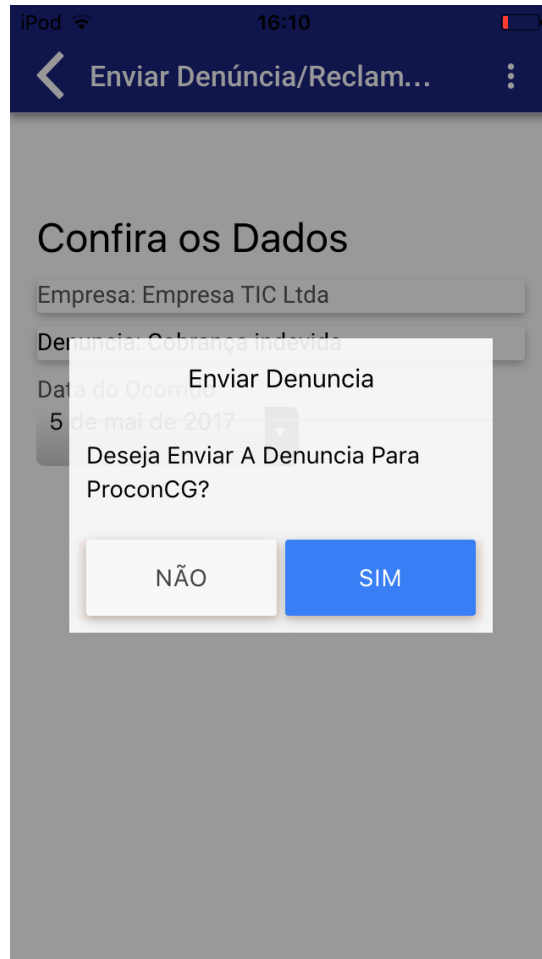 iPod 16:10
Enviar Denúncia/Reclam...
Confira os Dados
Empresa: Empresa TIC Ltda
Denuncia: Cobrança indevida
Data do Ocorrido
5 de mai de 2017
Enviar Denuncia
Deseja Enviar A Denuncia Para
ProconCG?
NÃO SIM